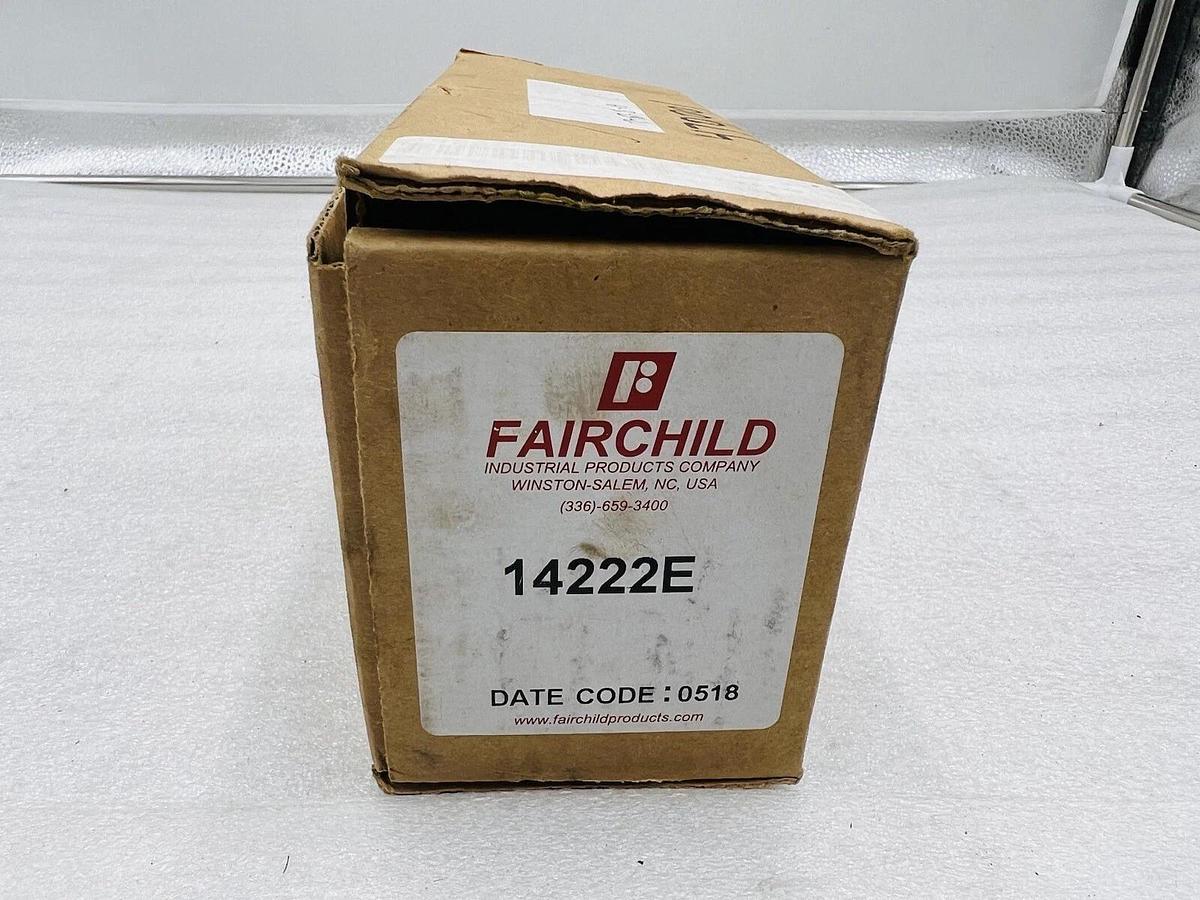 FAIRCHILD
INDUSTRIAL PRODUCTS COMPANY
WINSTON-SALEM, NC, USA
(336)-659-3400
14222E
DATE CODE : 0518
www.fairchildproducts.com